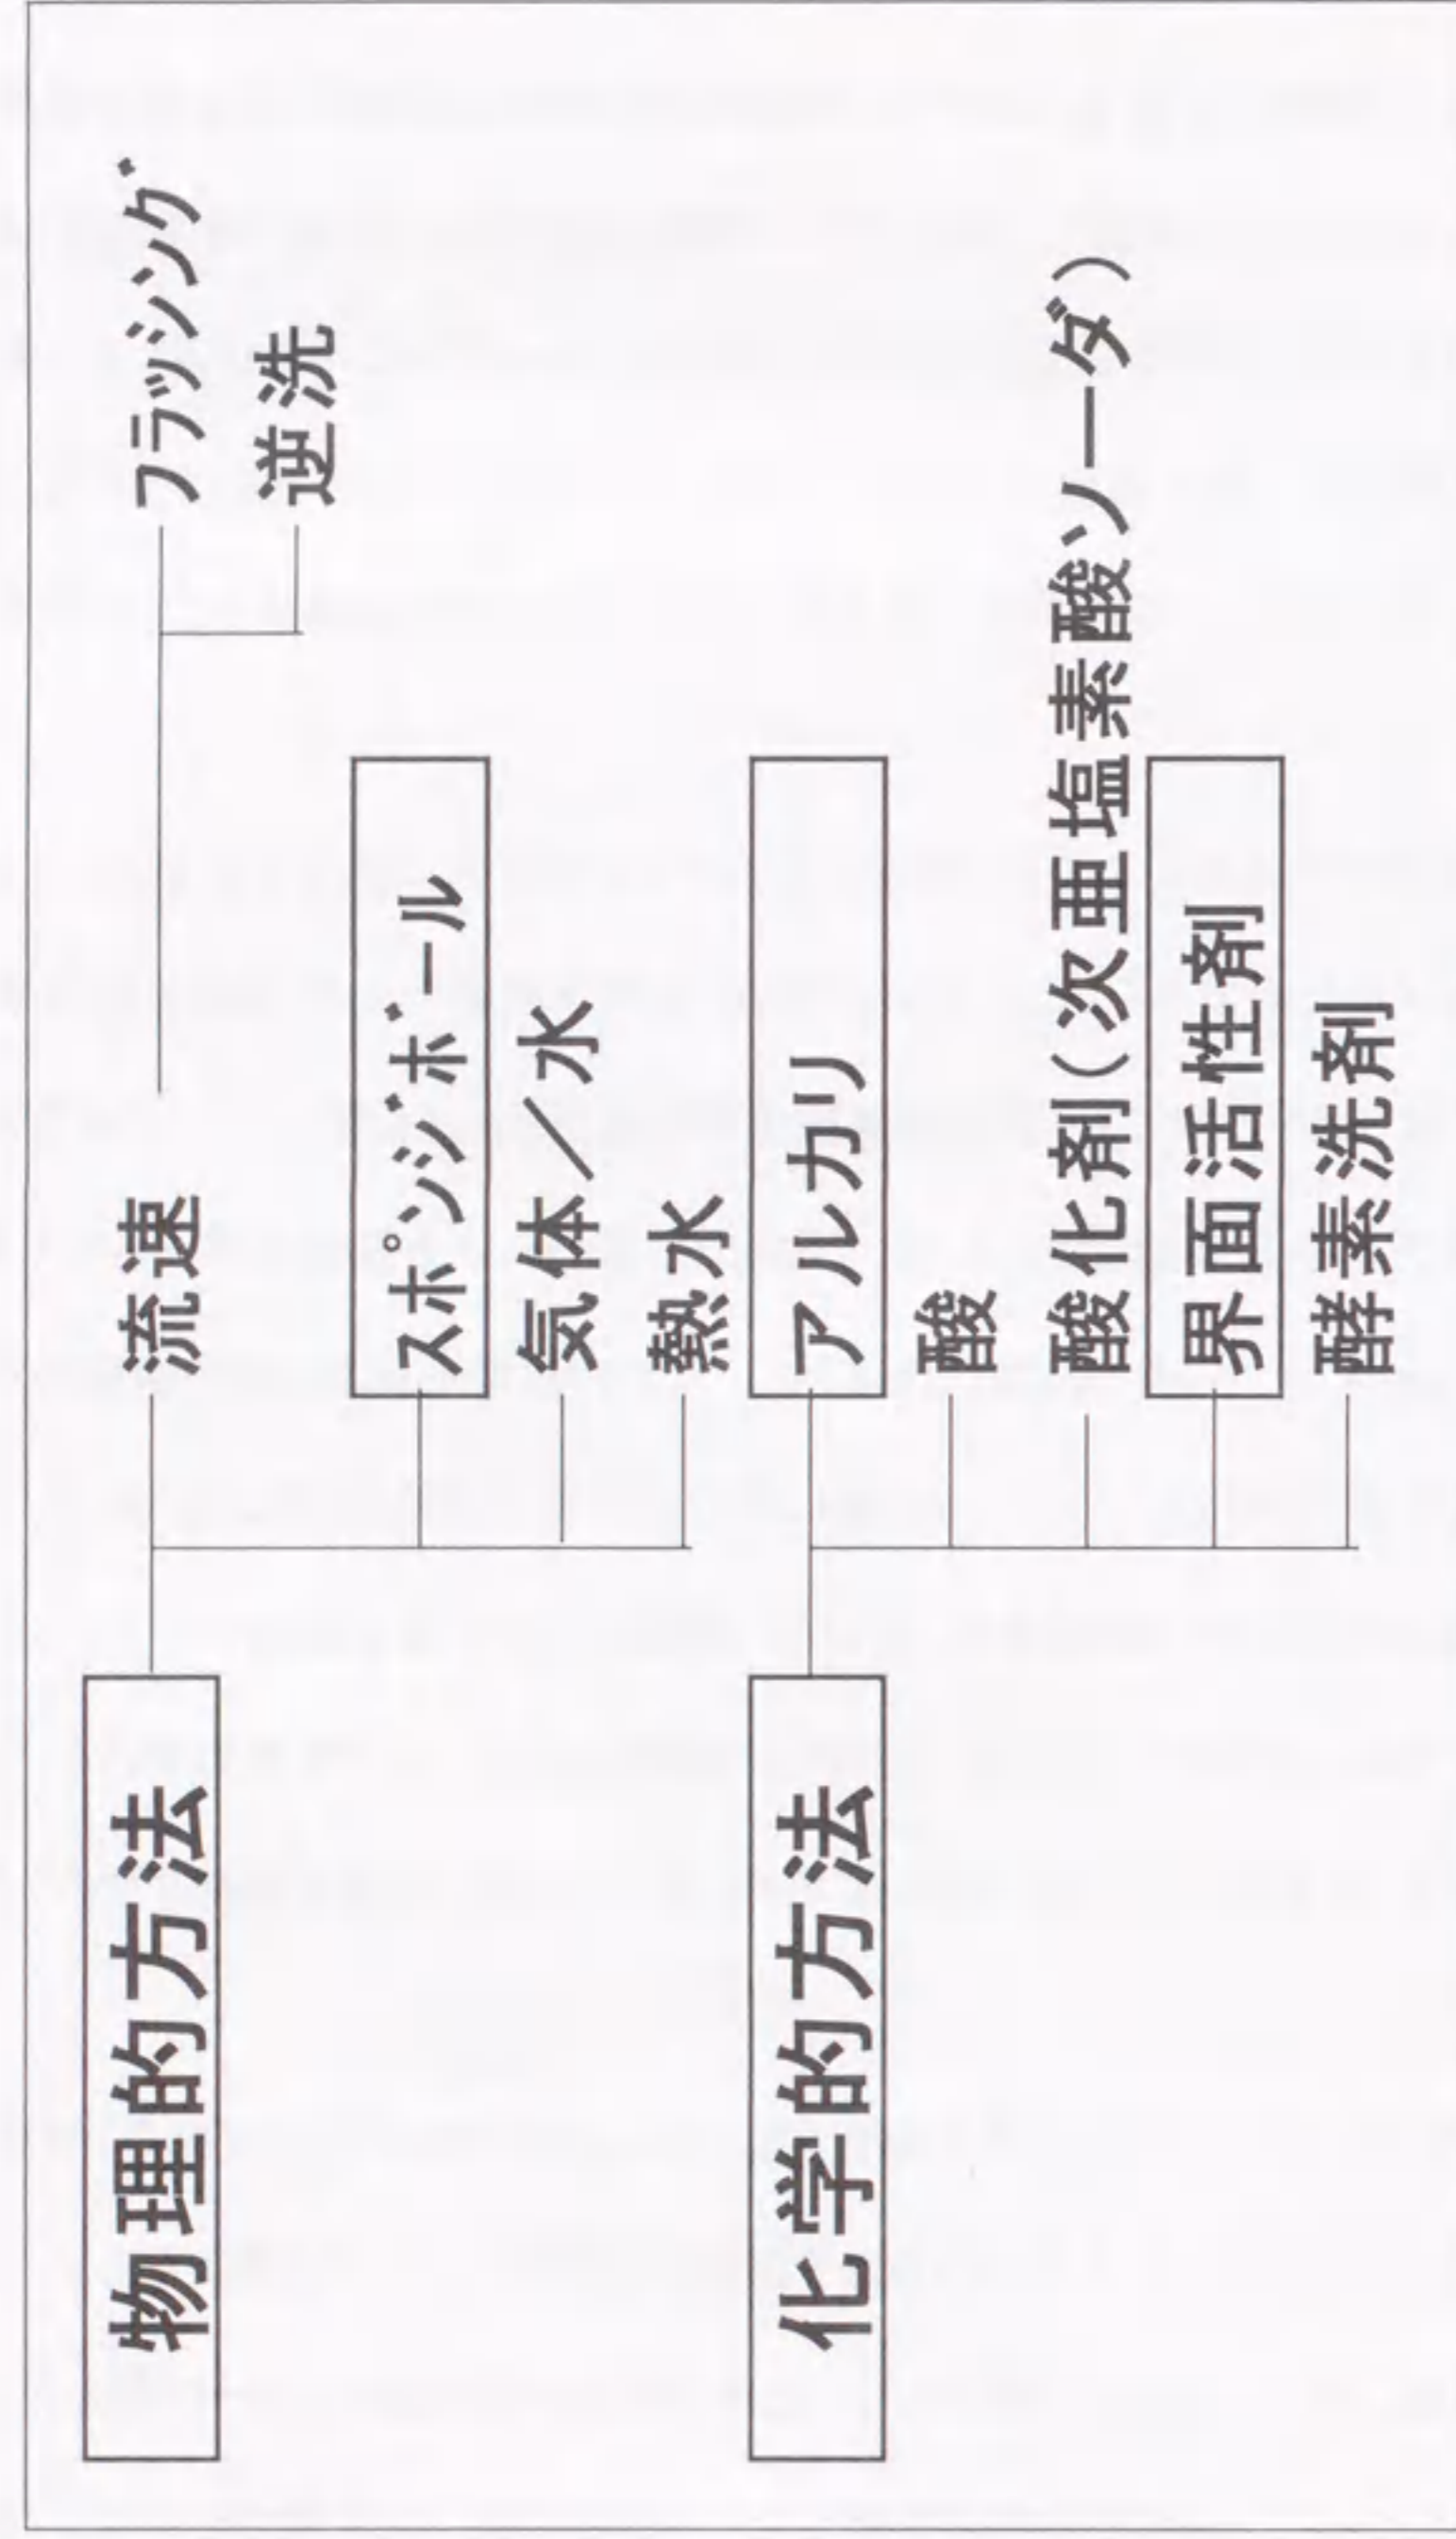 物理的方法
流速
フラッシング
逆洗
スポンジボール
気体／水
熱水
化学的方法
アルカリ
酸
酸化剤（次亜塩素酸ソーダ）
界面活性剤
酵素洗剤